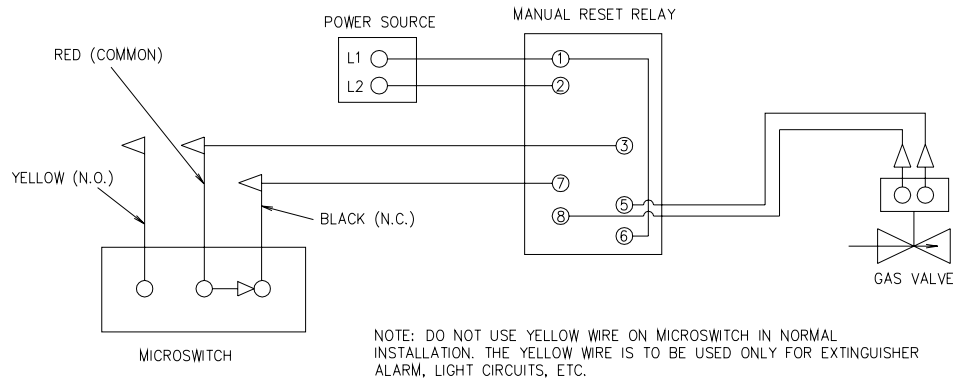 MANUAL RESET RELAY
POWER SOURCE
RED (COMMON)
L1
1
L2
2
3
YELLOW (N.O.)
7
BLACK (N.C.)
5
8
6
GAS VALVE
MICROSWITCH
NOTE: DO NOT USE YELLOW WIRE ON MICROSWITCH IN NORMAL
INSTALLATION. THE YELLOW WIRE IS TO BE USED ONLY FOR EXTINGUISHER
ALARM, LIGHT CIRCUITS, ETC.